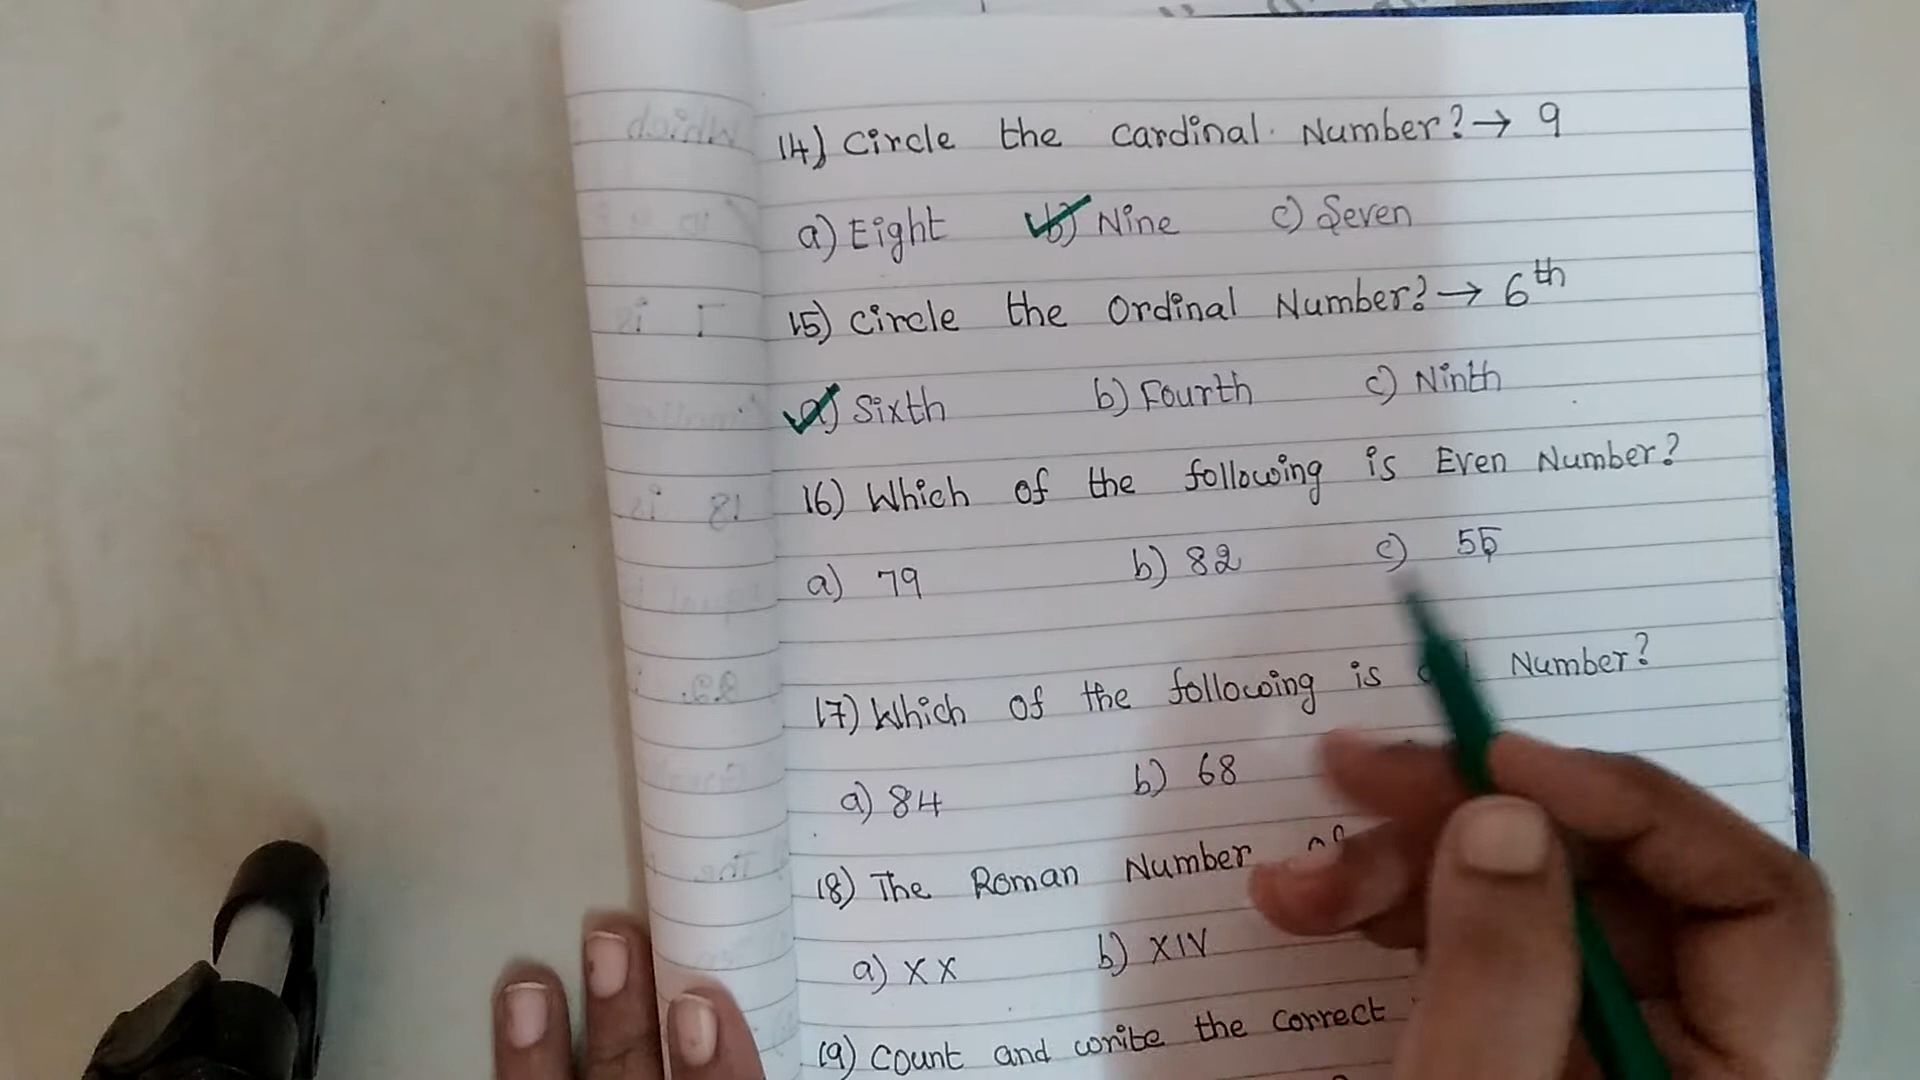 14) Circle the Cardinal Number? → 9
a) Eight b) Nine c) Seven
15) Circle the Ordinal Number? → 6th
a) Sixth b) Fourth c) Ninth
16) Which of the following is Even Number?
a) 79 b) 82 c) 55
17) Which of the following is Number?
a) 84 b) 68
18) The Roman Number
a) XX b) XIV
19) Count and write the correct